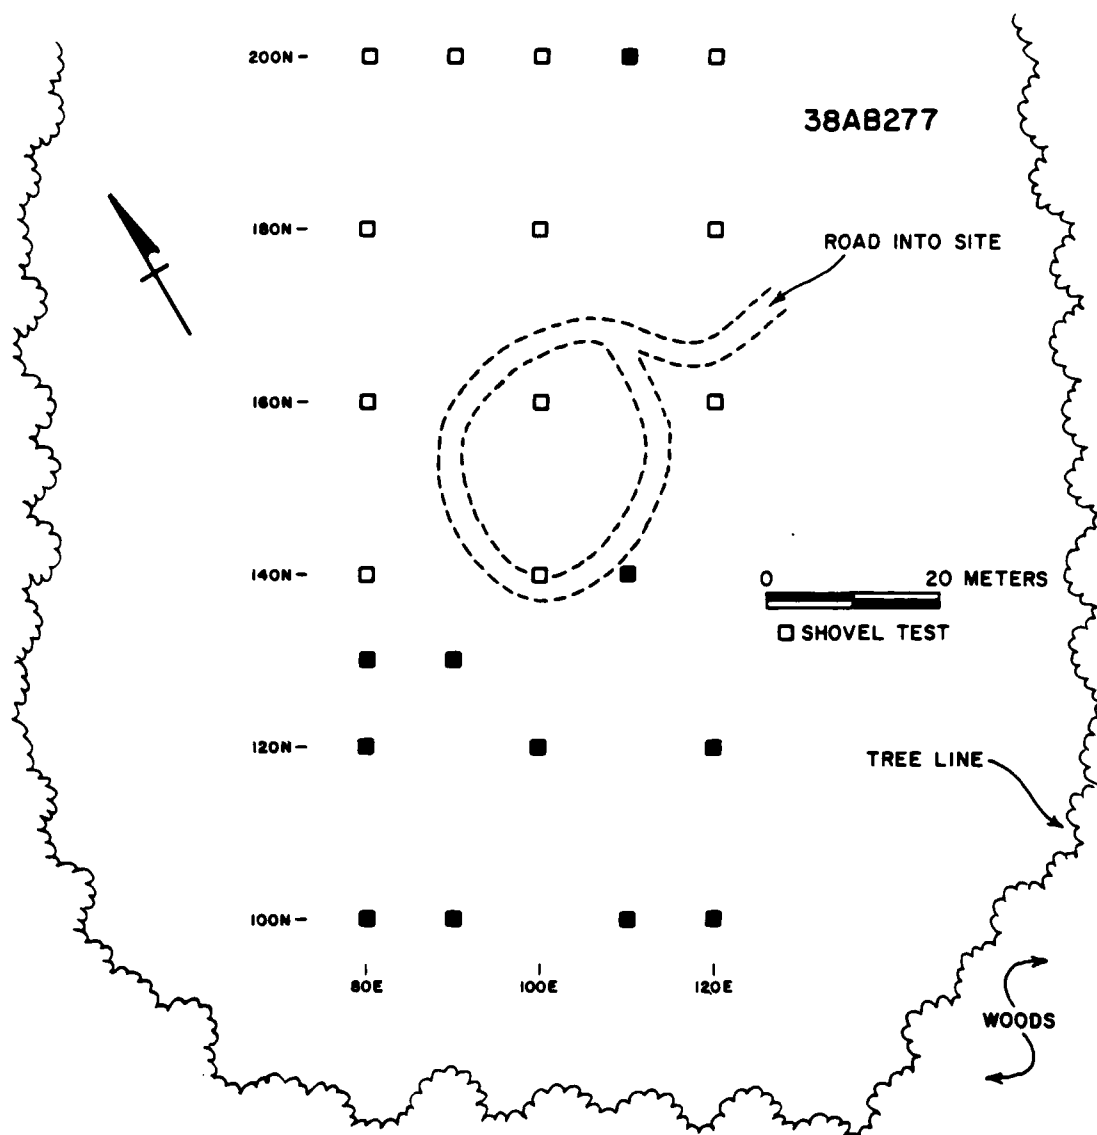 200N
38AB277
180N
ROAD INTO SITE
160N
140N
0 20 METERS
SHOVEL TEST
120N
TREE LINE
100N
80E 100E 120E
WOODS